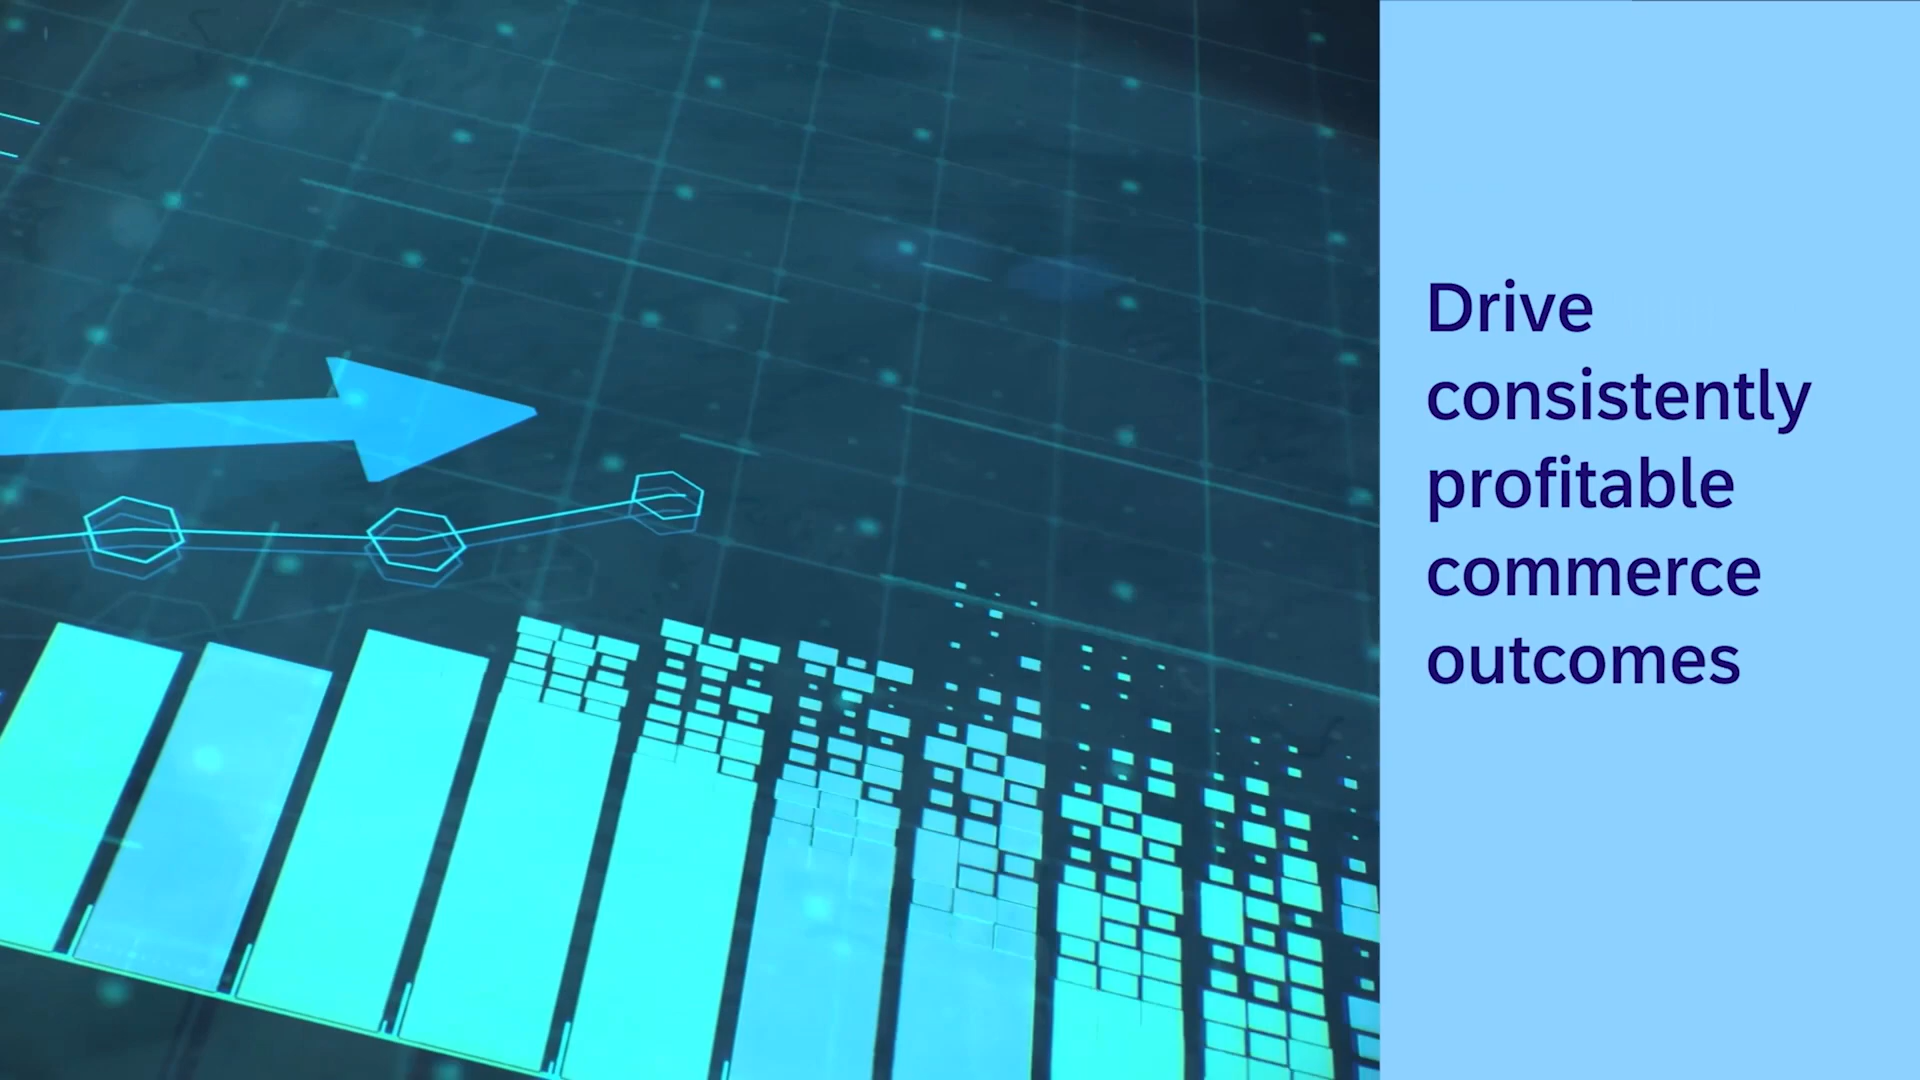 Drive
consistently
profitable
commerce
outcomes